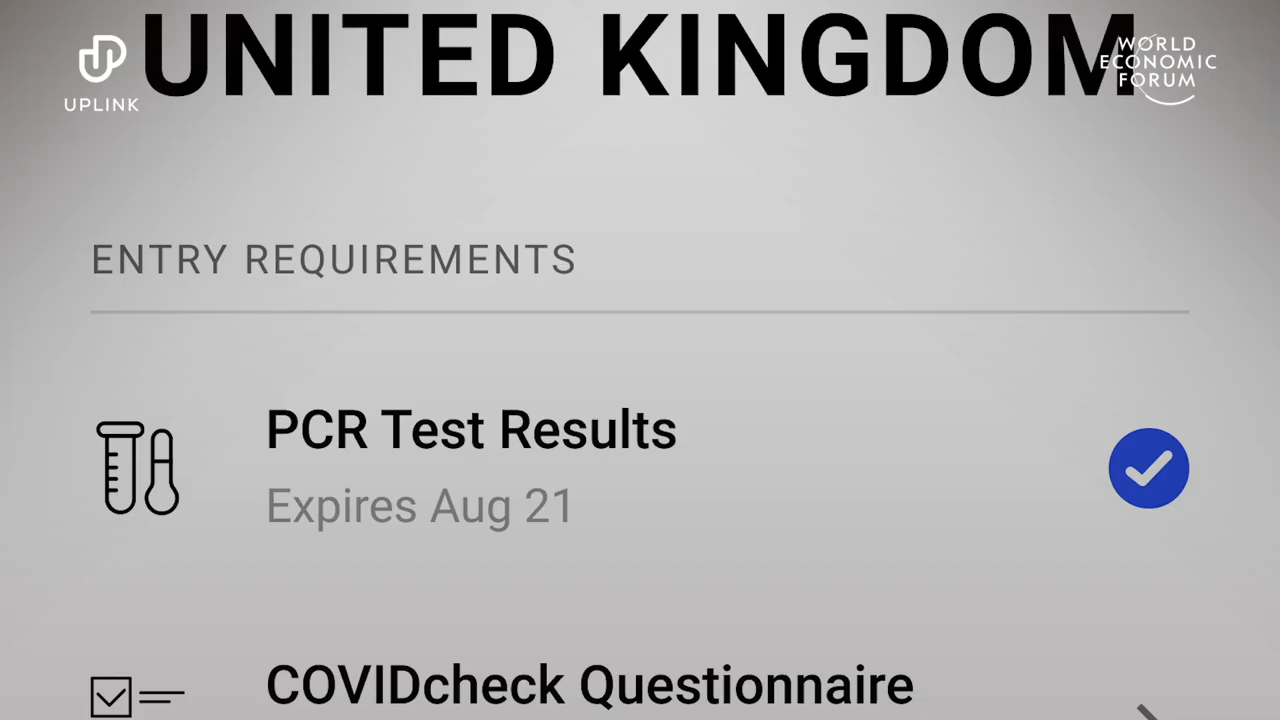 UNITED KINGDOM
UPLINK
WORLD
ECONOMIC
FORUM
ENTRY REQUIREMENTS
PCR Test Results
Expires Aug 21
COVIDcheck Questionnaire